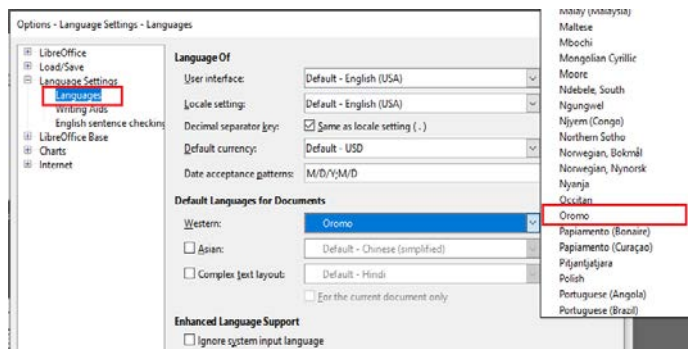 Options - Language Settings - Languages
LibreOffice
Load/Save
Language Settings
Languages
Writing Aids
English sentence checking
LibreOffice Base
Charts
Internet
Language Of
User interface: Default - English (USA)
Locale setting: Default - English (USA)
Decimal separator key: Same as locale setting ( . )
Default currency: Default - USD
Date acceptance patterns: M/D/Y;M/D
Default Languages for Documents
Western: Oromo
Asian: Default - Chinese (simplified)
Complex text layout: Default - Hindi
For the current document only
Enhanced Language Support
Ignore system input language
Malay (Malaysia)
Maltese
Mbochi
Mongolian Cyrillic
Moore
Ndebele, South
Ngungwel
Njyem (Congo)
Northern Sotho
Norwegian, Bokmål
Norwegian, Nynorsk
Nyanja
Occitan
Oromo
Papiamento (Bonaire)
Papiamento (Curaçao)
Pitjantjatjara
Polish
Portuguese (Angola)
Portuguese (Brazil)